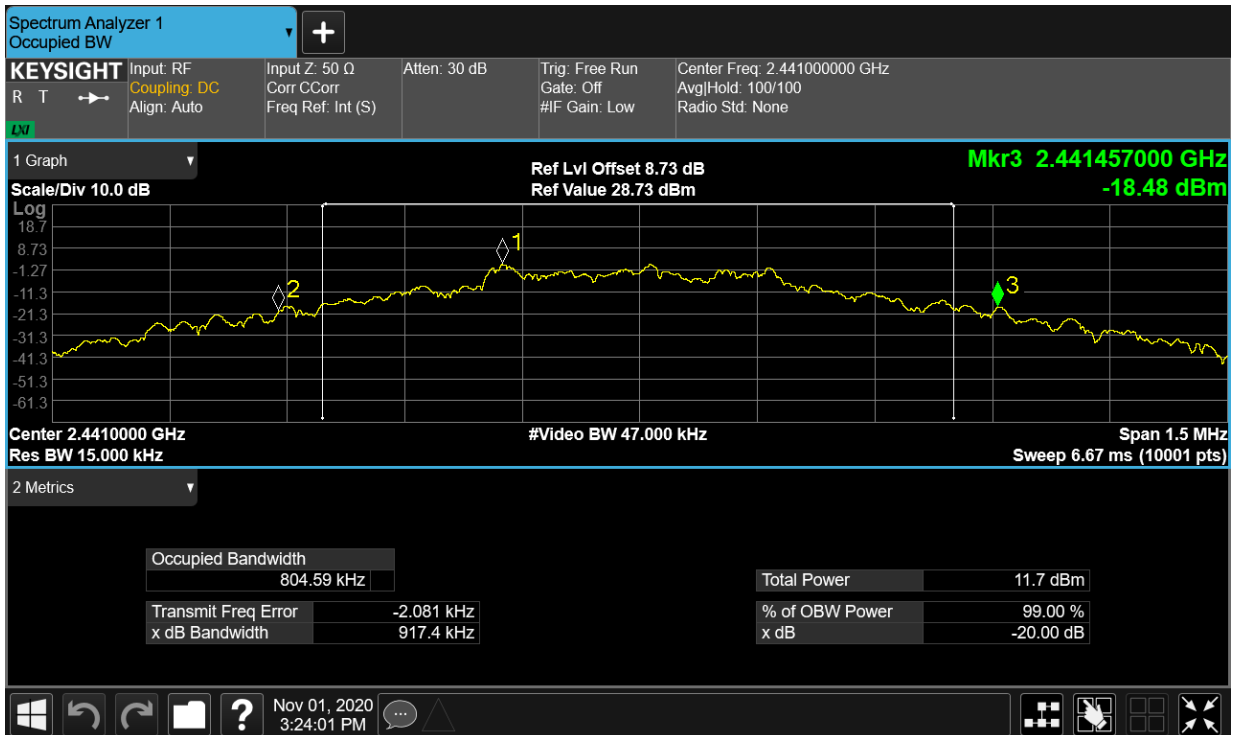 Spectrum Analyzer 1
Occupied BW
+
KEYSIGHT
R T
LXI
Input: RF
Coupling: DC
Align: Auto
Input Z: 50 Ω
Corr CCorr
Freq Ref: Int (S)
Atten: 30 dB
Trig: Free Run
Gate: Off
#IF Gain: Low
Center Freq: 2.441000000 GHz
Avg|Hold: 100/100
Radio Std: None
1 Graph
Scale/Div 10.0 dB
Ref Lvl Offset 8.73 dB
Ref Value 28.73 dBm
Mkr3 2.441457000 GHz
-18.48 dBm
Log
18.7
8.73
-1.27
-11.3
-21.3
-31.3
-41.3
-51.3
-61.3
1
2
3
Center 2.4410000 GHz
#Video BW 47.000 kHz
Span 1.5 MHz
Res BW 15.000 kHz
Sweep 6.67 ms (10001 pts)
2 Metrics
Occupied Bandwidth
804.59 kHz
Total Power 11.7 dBm
Transmit Freq Error -2.081 kHz
% of OBW Power 99.00 %
x dB Bandwidth 917.4 kHz
x dB -20.00 dB
?
Nov 01, 2020
3:24:01 PM